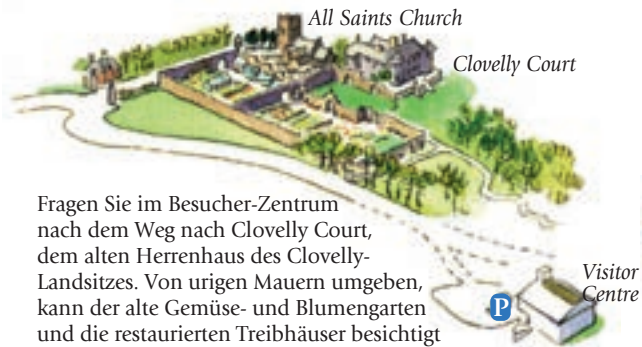 All Saints Church
Clovelly Court
Fragen Sie im Besucher-Zentrum
nach dem Weg nach Clovelly Court,
dem alten Herrenhaus des Clovelly-
Landsitzes. Von urigen Mauern umgeben,
kann der alte Gemüse- und Blumengarten
und die restaurierten Treibhäuser besichtigt
P
Visitor
Centre